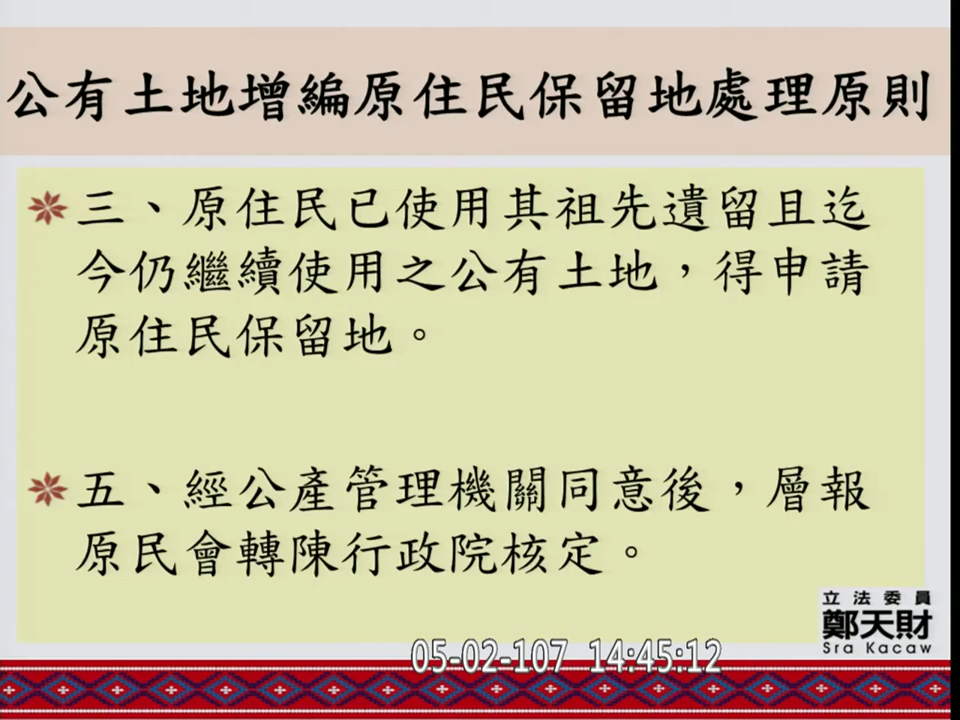 公有土地增編原住民保留地處理原則
三、原住民已使用其祖先遺留且迄
今仍繼續使用之公有土地，得申請
原住民保留地。
五、經公產管理機關同意後，層報
原民會轉陳行政院核定。
立法委員
鄭天財
Sra Kacaw
05-02-107 14:45:12